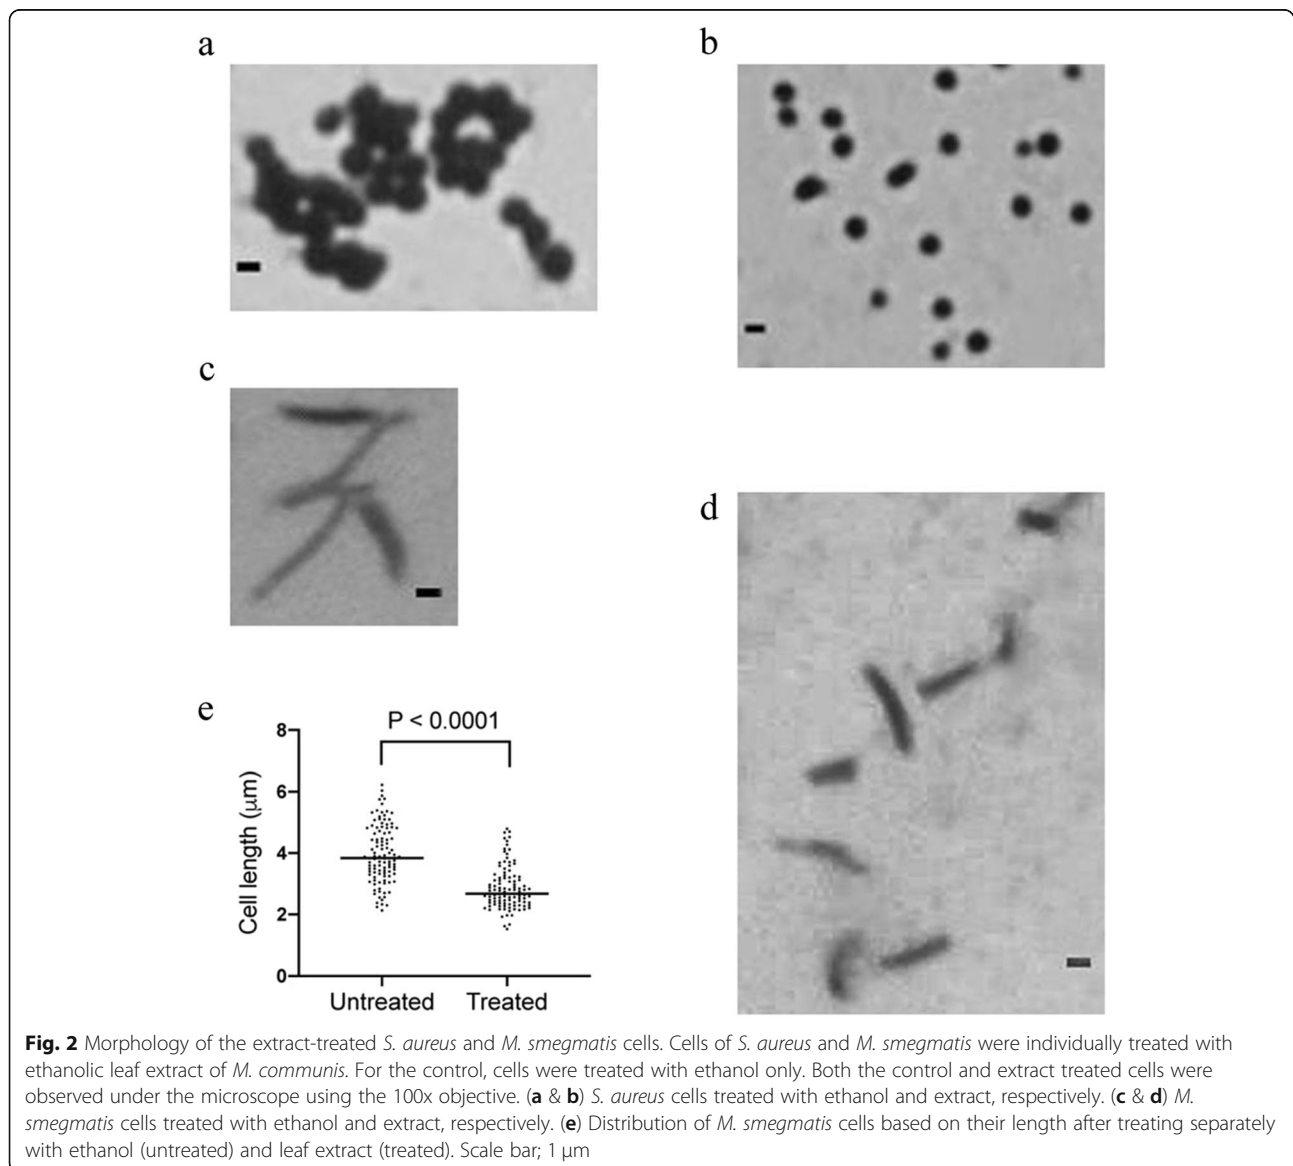 a
b
c
d
e
P < 0.0001
8
6
4
2
0
Cell length (μm)
Untreated Treated
Fig. 2 Morphology of the extract-treated S. aureus and M. smegmatis cells. Cells of S. aureus and M. smegmatis were individually treated with
ethanolic leaf extract of M. communis. For the control, cells were treated with ethanol only. Both the control and extract treated cells were
observed under the microscope using the 100x objective. (a & b) S. aureus cells treated with ethanol and extract, respectively. (c & d) M.
smegmatis cells treated with ethanol and extract, respectively. (e) Distribution of M. smegmatis cells based on their length after treating separately
with ethanol (untreated) and leaf extract (treated). Scale bar; 1 μm